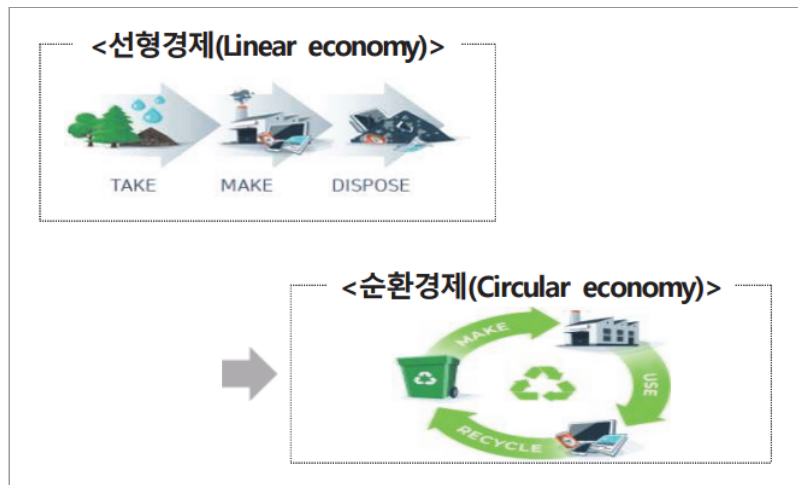 <선형경제(Linear economy)>
TAKE MAKE DISPOSE
<순환경제(Circular economy)>
MAKE
USE
RECYCLE